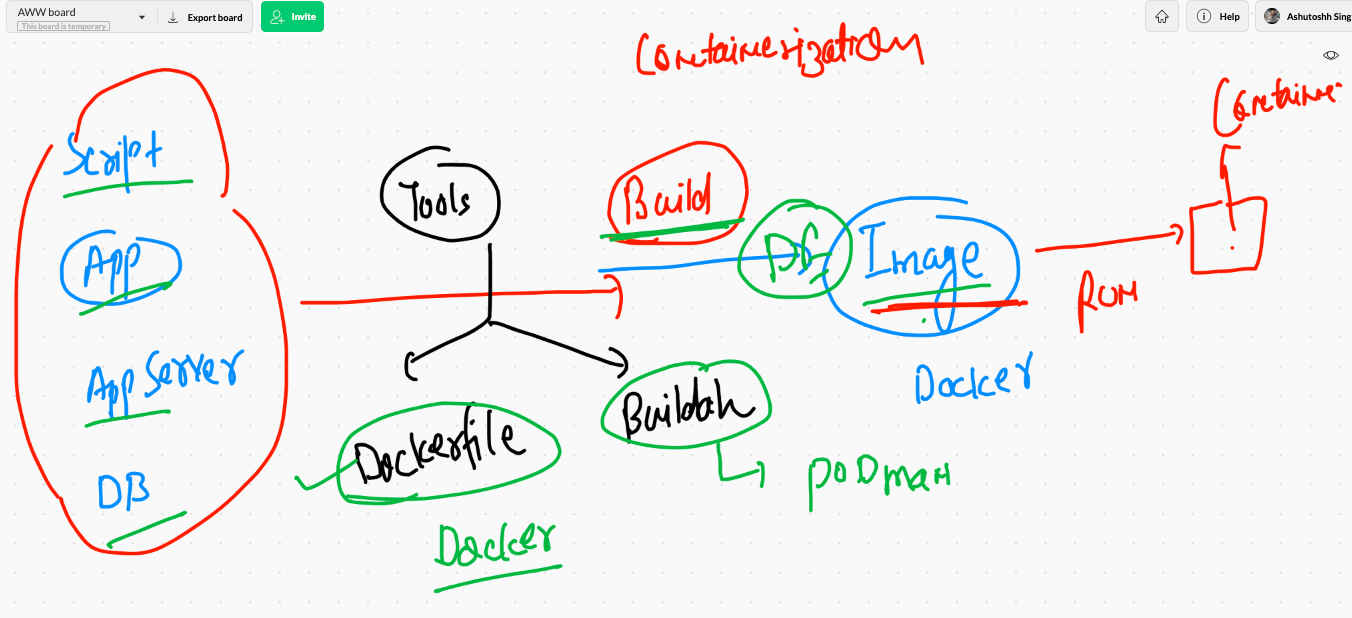 AWW board
This board is temporary
Export board
Invite
Help
Ashutoshh Sing
Containerization
Container
Script
Tools
Build
App
DF
Image
RUN
App Server
Docker
Dockerfile
Buildah
DB
PODman
Docker